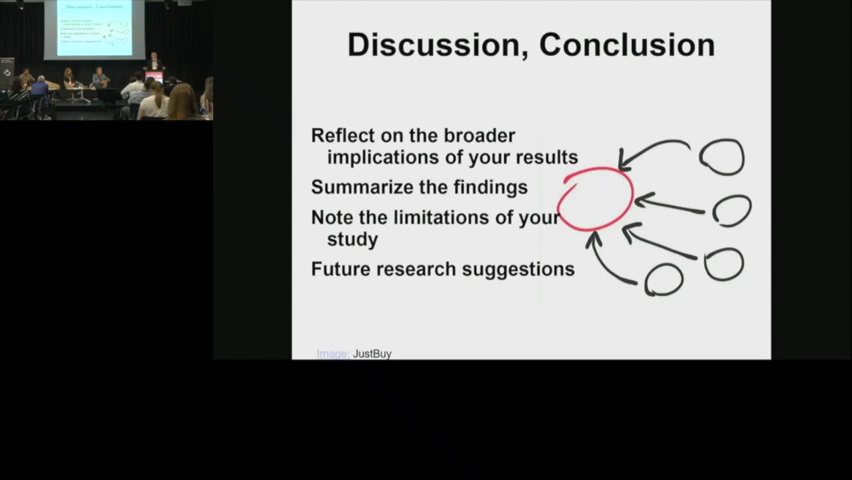 Discussion, Conclusion
Reflect on the broader
implications of your results
Summarize the findings
Note the limitations of your
study
Future research suggestions
Image: JustBuy